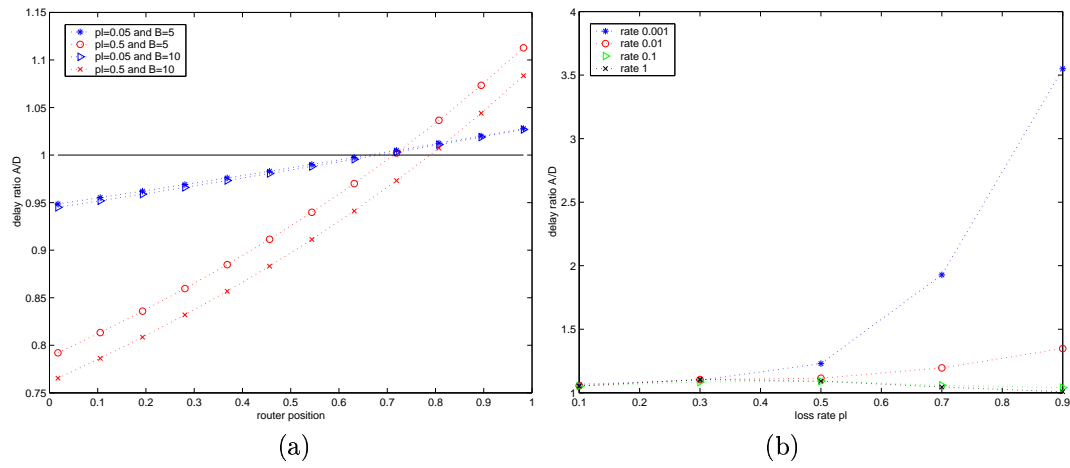 1.15
1.1
1.05
1
0.95
0.9
0.85
0.8
0.75
delay ratio A/D
pl=0.05 and B=5
pl=0.5 and B=5
pl=0.05 and B=10
pl=0.5 and B=10
0 0.1 0.2 0.3 0.4 0.5 0.6 0.7 0.8 0.9 1
router position
(a)
4
3.5
3
2.5
2
1.5
1
delay ratio A/D
rate 0.001
rate 0.01
rate 0.1
rate 1
0.1 0.2 0.3 0.4 0.5 0.6 0.7 0.8 0.9
loss rate pl
(b)